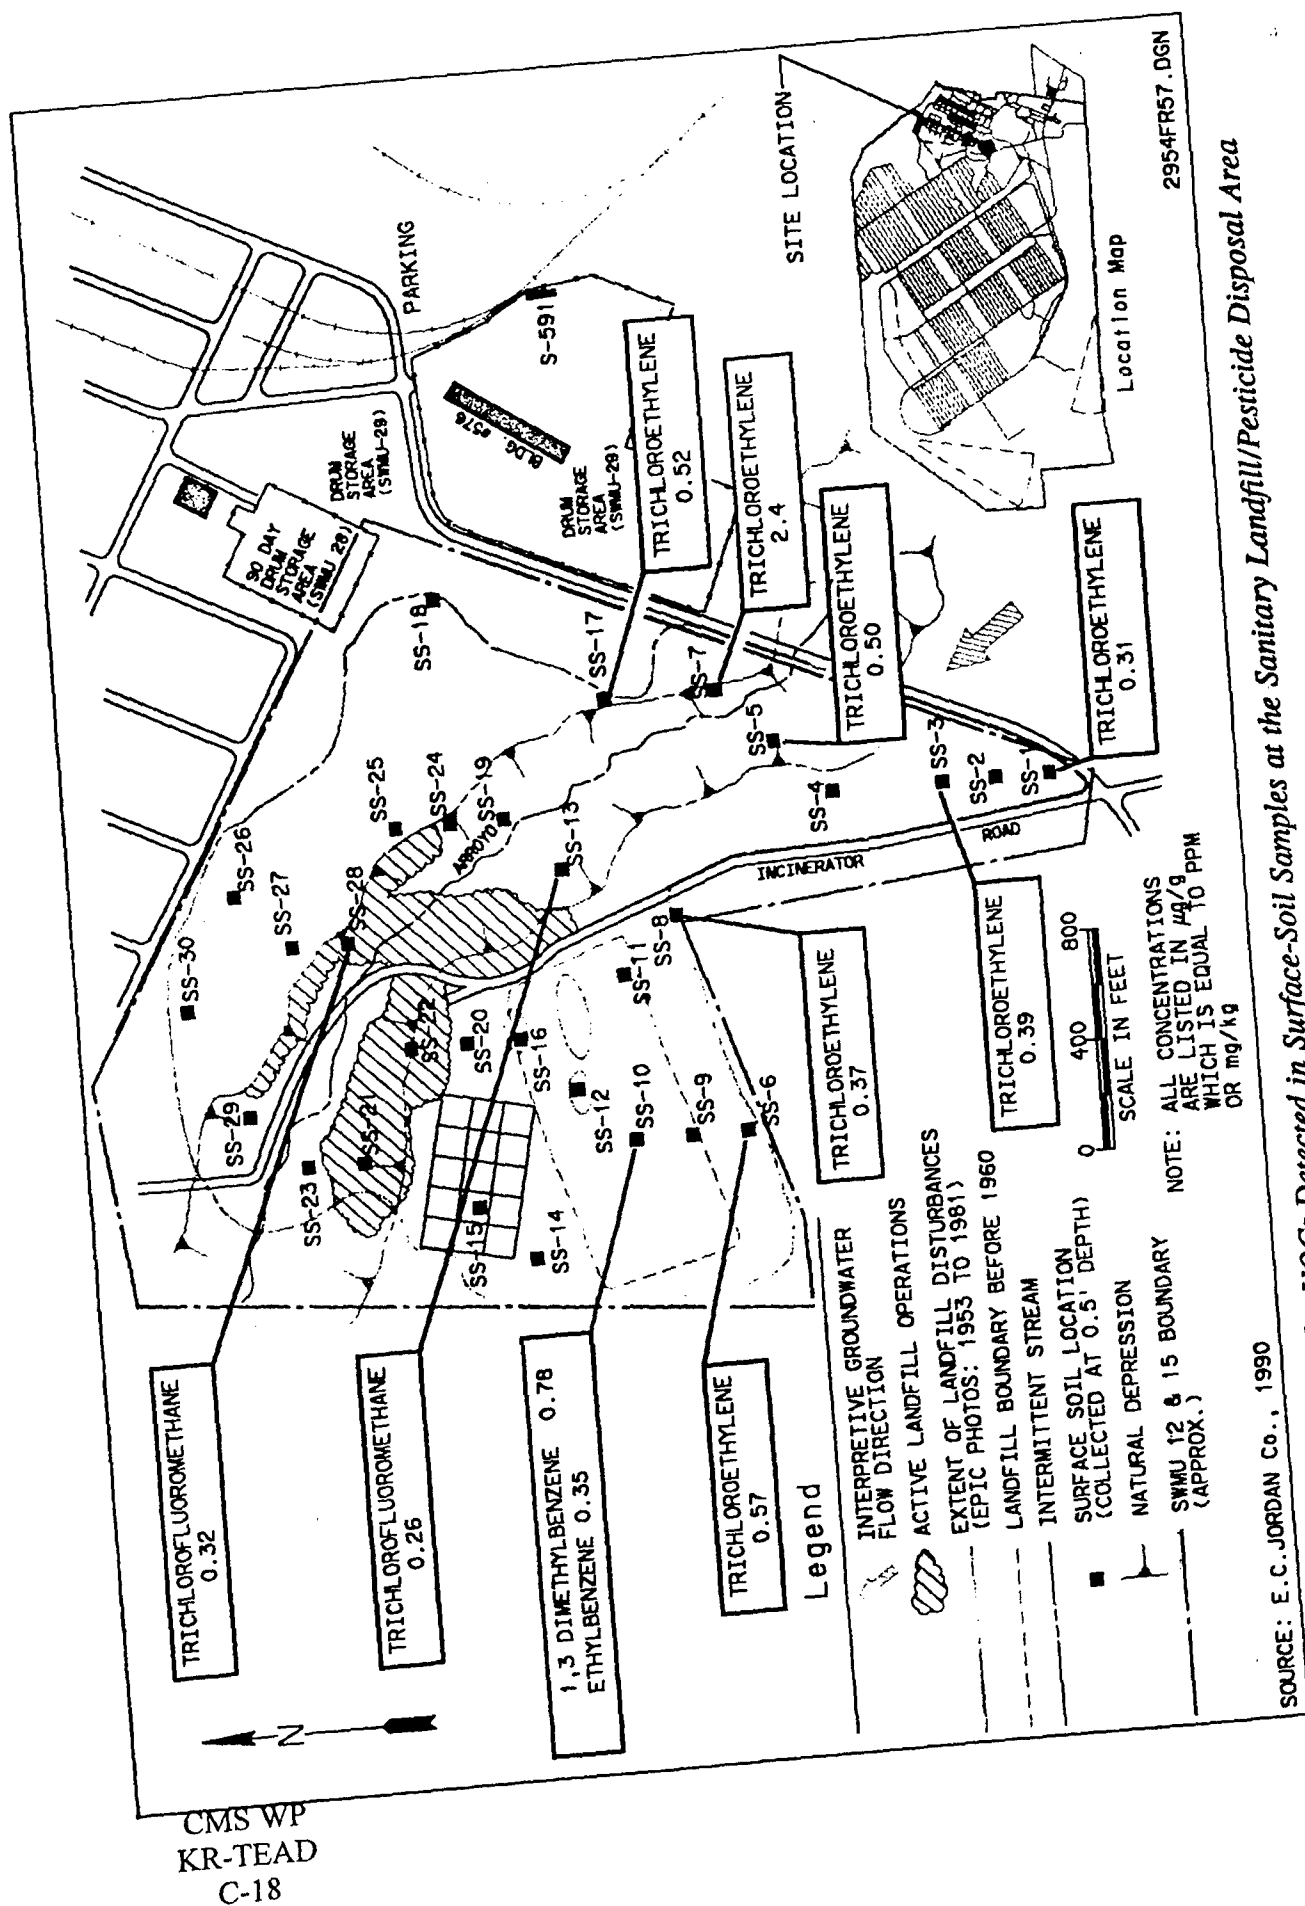 CMS WP
KR-TEAD
C-18
N
TRICHLOROFLUOROMETHANE
0.32
TRICHLOROFLUOROMETHANE
0.26
1,3 DIMETHYLBENZENE 0.78
ETHYLBENZENE 0.35
TRICHLOROETHYLENE
0.57
TRICHLOROETHYLENE
0.37
TRICHLOROETHYLENE
0.39
TRICHLOROETHYLENE
0.31
TRICHLOROETHYLENE
0.50
TRICHLOROETHYLENE
2.4
TRICHLOROETHYLENE
0.52
SS-30
SS-26
SS-27
SS-28
SS-25
SS-24
SS-19
SS-13
SS-29
SS-23
SS-21
SS-22
SS-20
SS-16
SS-15
SS-14
SS-12
SS-10
SS-11
SS-9
SS-6
SS-8
SS-18
SS-17
SS-7
SS-5
SS-4
SS-3
SS-2
SS-1
ARROYO
INCINERATOR
ROAD
90 DAY
DRUM
STORAGE
AREA
(SWMU 28)
DRUM
STORAGE
AREA
(SWMU-29)
BLDG. #576
DRUM
STORAGE
AREA
(SWMU-29)
PARKING
S-591
SITE LOCATION
Location Map
2954FR57.DGN
Legend
INTERPRETIVE GROUNDWATER
FLOW DIRECTION
ACTIVE LANDFILL OPERATIONS
EXTENT OF LANDFILL DISTURBANCES
(EPIC PHOTOS: 1953 TO 1981)
LANDFILL BOUNDARY BEFORE 1960
INTERMITTENT STREAM
SURFACE SOIL LOCATION
(COLLECTED AT 0.5' DEPTH)
NATURAL DEPRESSION
SWMU 12 & 15 BOUNDARY
(APPROX.)
0 400 800
SCALE IN FEET
NOTE: ALL CONCENTRATIONS
ARE LISTED IN µg/g
WHICH IS EQUAL TO PPM
OR mg/kg
SOURCE: E.C.JORDAN Co., 1990
VOCs Detected in Surface-Soil Samples at the Sanitary Landfill/Pesticide Disposal Area